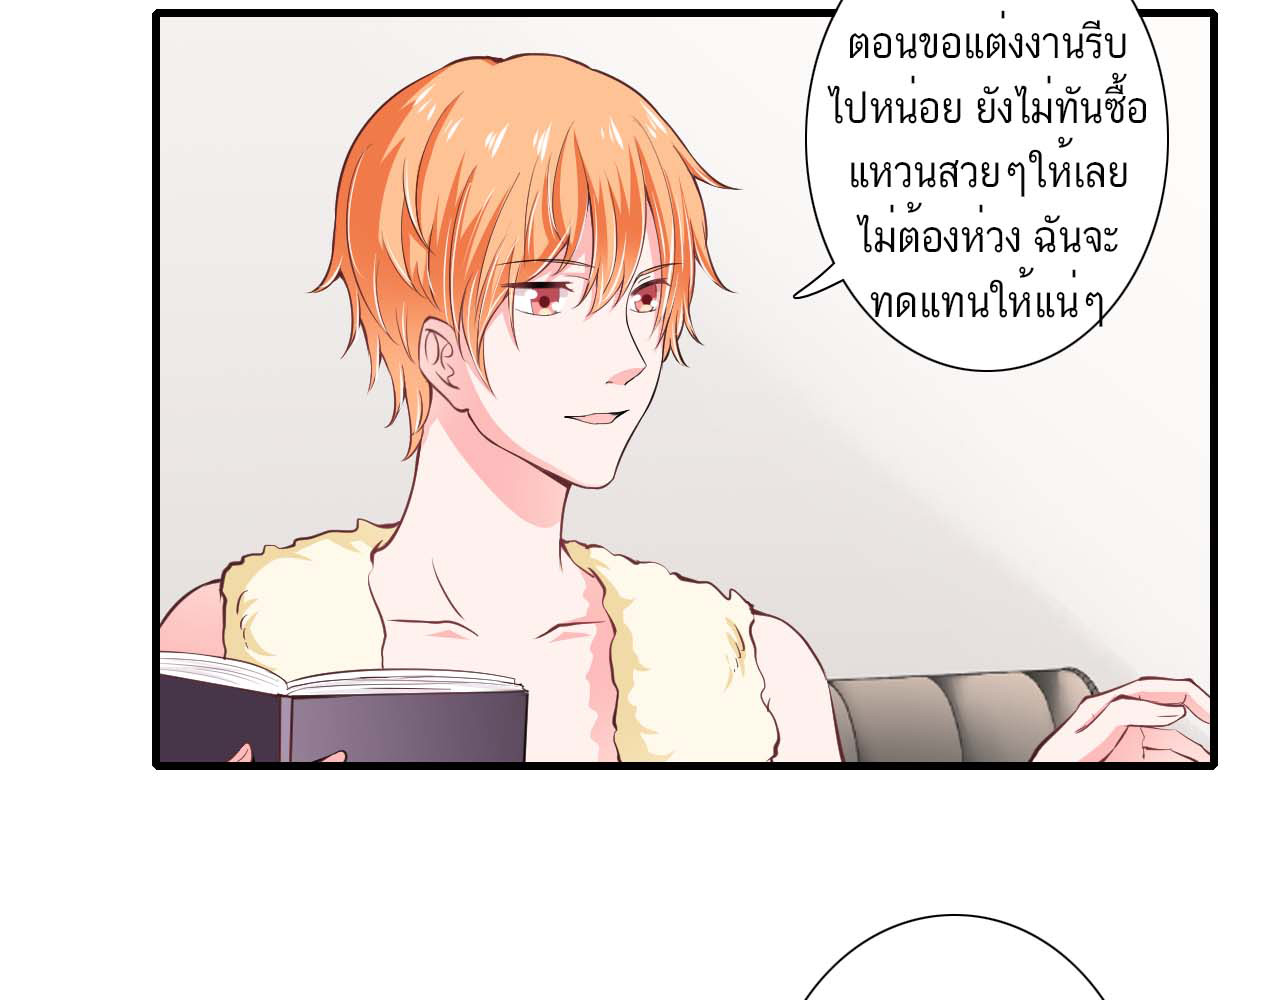 ตอนขอแต่งงานรีบ
ไปหน่อย ยังไม่ทันซื้อ
แหวนสวยๆให้เลย
ไม่ต้องห่วง ฉันจะ
ทดแทนให้แน่ๆ